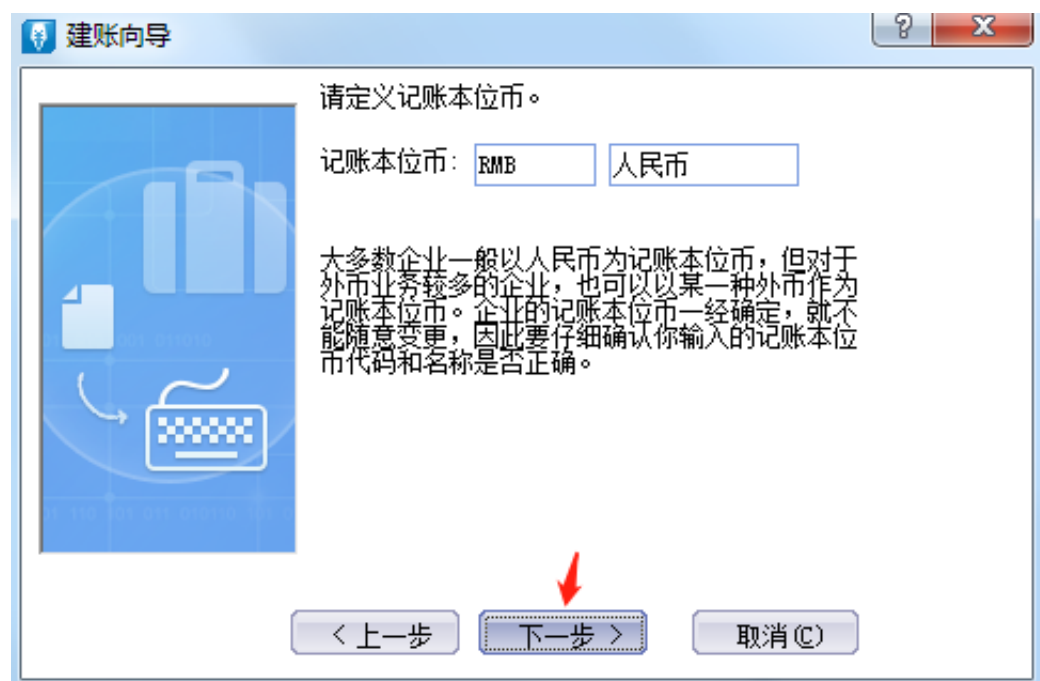 建账向导
请定义记账本位币。
记账本位币: RMB 人民币
大多数企业一般以人民币为记账本位币，但对于
外币业务较多的企业，也可以以某一种外币作为
记账本位币。企业的记账本位币一经确定，就不
能随意变更，因此要仔细确认你输入的记账本位
币代码和名称是否正确。
< 上一步 下一步 > 取消(C)